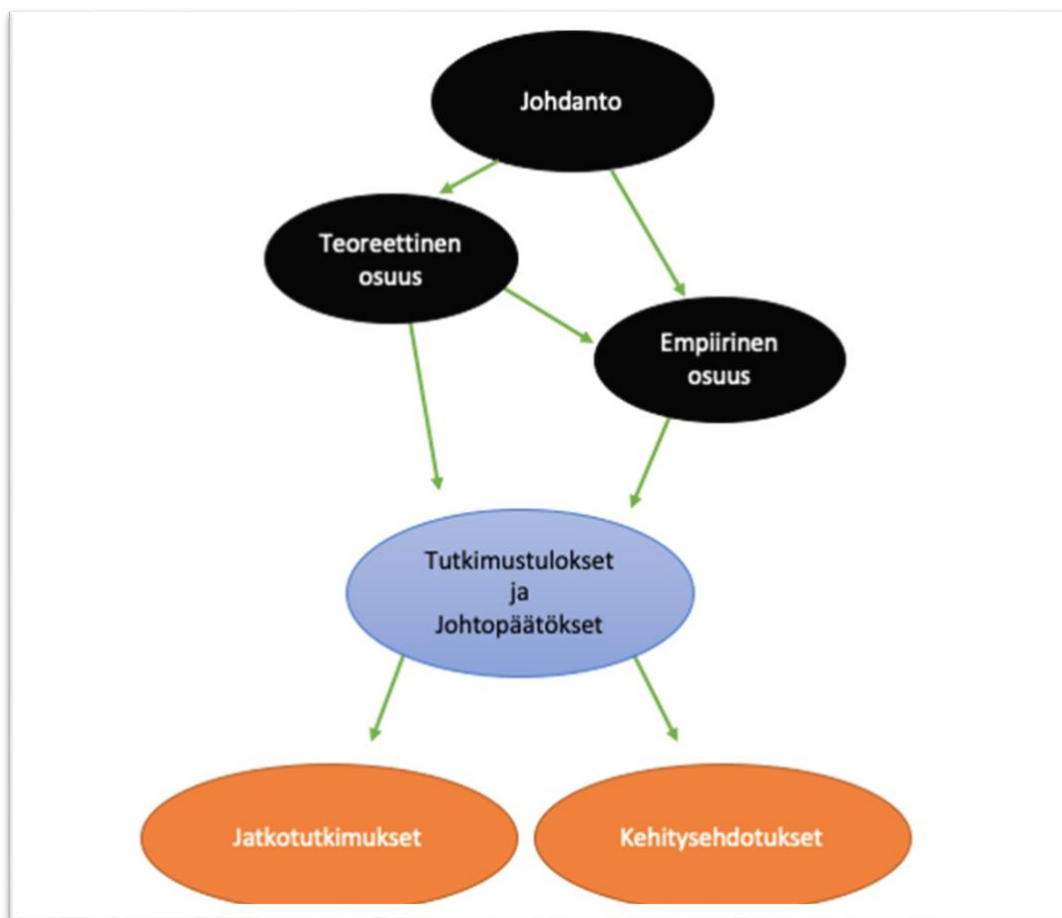 Johdanto
Teoreettinen
osuus
Empiirinen
osuus
Tutkimustulokset
ja
Johtopäätökset
Jatkotutkimukset
Kehitysehdotukset